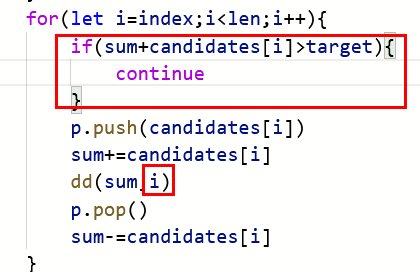 for(let i=index;i<len;i++){
if(sum+candidates[i]>target){
continue
}
p.push(candidates[i])
sum+=candidates[i]
dd(sum,i)
p.pop()
sum-=candidates[i]
}